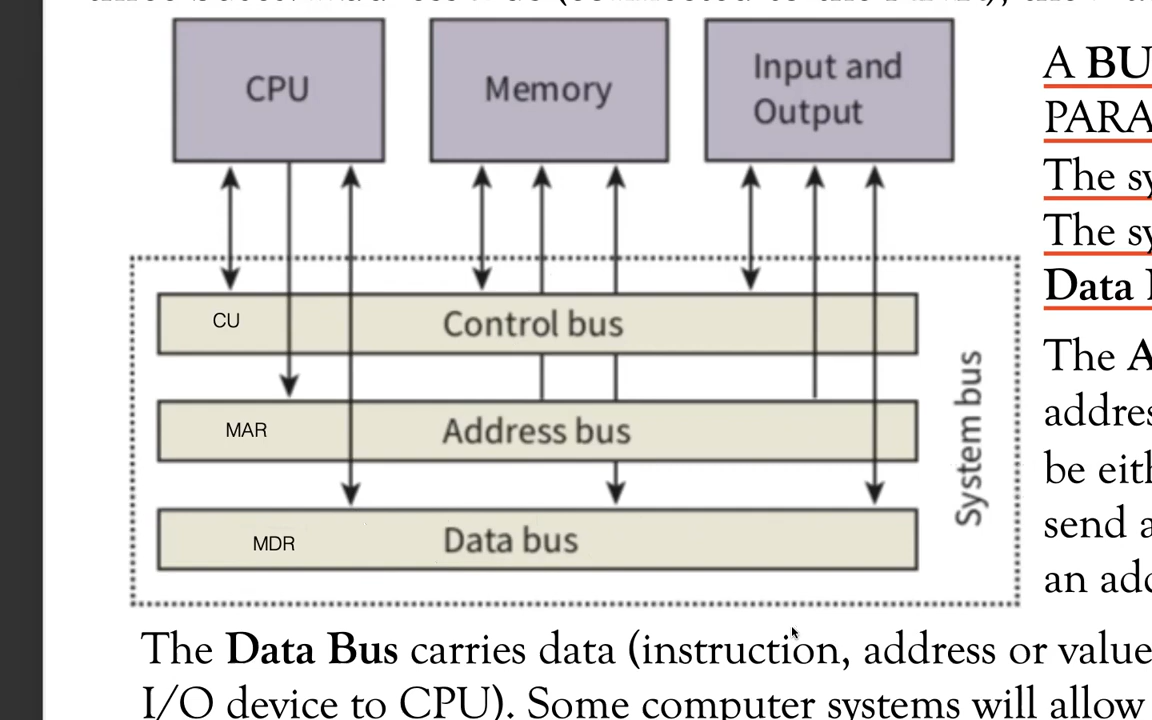 CPU
Memory
Input and
Output
CU
Control bus
MAR
Address bus
MDR
Data bus
System bus
A BU
PARA
The sy
The sy
Data
The A
addres
be eit
send a
an add
The Data Bus carries data (instruction, address or value
I/O device to CPU). Some computer systems will allow